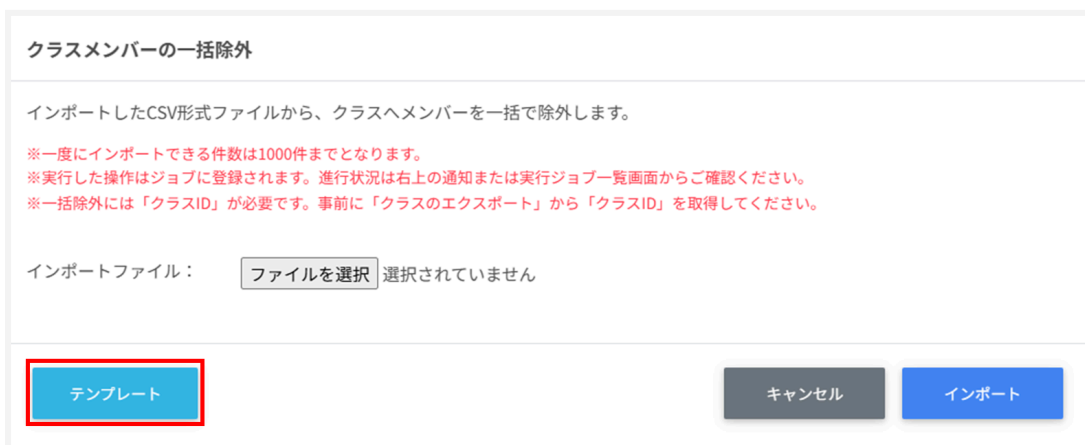 クラスメンバーの一括除外
インポートしたCSV形式ファイルから、クラスへメンバーを一括で除外します。
※一度にインポートできる件数は1000件までとなります。
※実行した操作はジョブに登録されます。進行状況は右上の通知または実行ジョブ一覧画面からご確認ください。
※一括除外には「クラスID」が必要です。事前に「クラスのエクスポート」から「クラスID」を取得してください。
インポートファイル： ファイルを選択 選択されていません
テンプレート キャンセル インポート